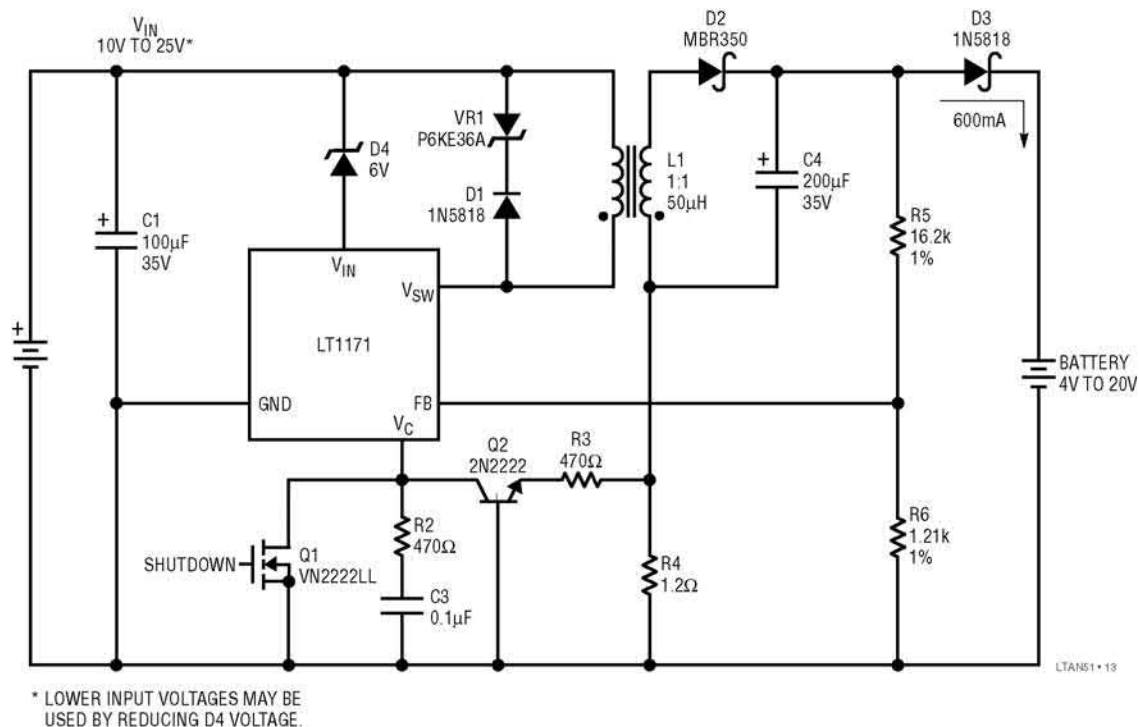 V_IN
10V TO 25V*
D2
MBR350
D3
1N5818
600mA
VR1
P6KE36A
D4
6V
D1
1N5818
L1
1:1
50µH
+
C4
200µF
35V
R5
16.2k
1%
+
C1
100µF
35V
V_IN
V_SW
LT1171
+
GND
FB
V_C
BATTERY
4V TO 20V
Q2
2N2222
R3
470Ω
R2
470Ω
R6
1.21k
1%
SHUTDOWN
Q1
VN2222LL
R4
1.2Ω
C3
0.1µF
LTAN51 • 13
* LOWER INPUT VOLTAGES MAY BE
USED BY REDUCING D4 VOLTAGE.